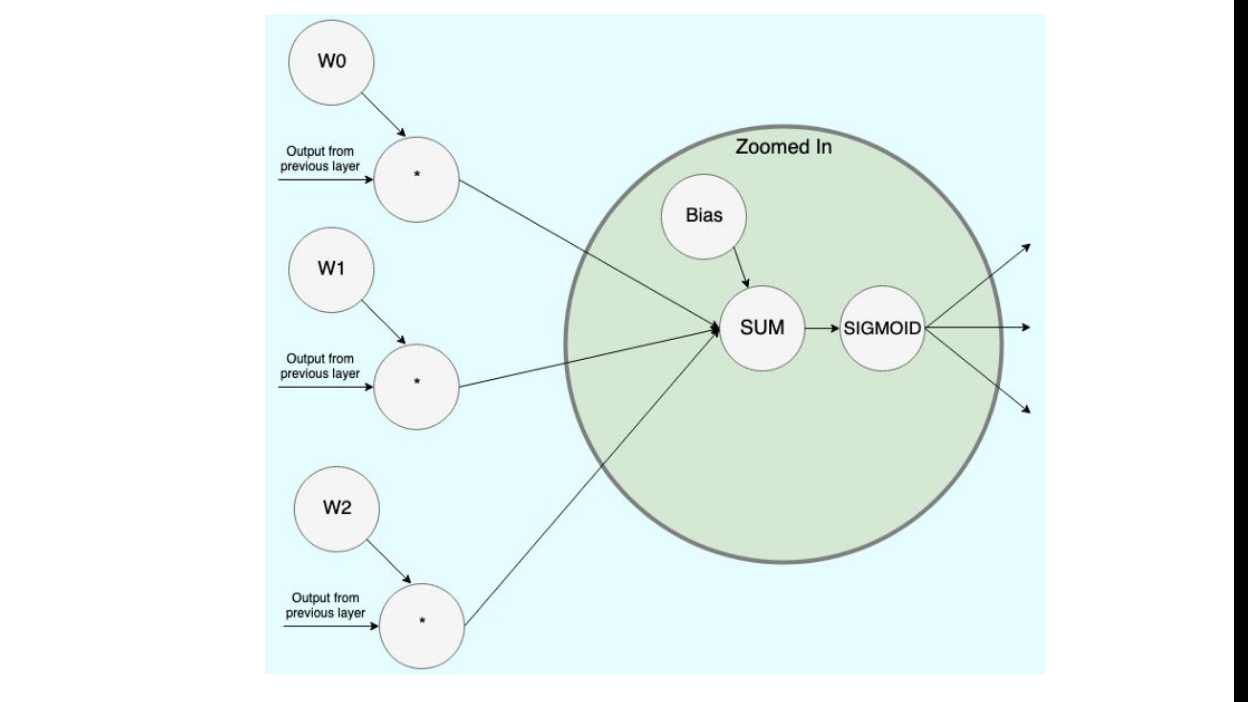 W0
Output from
previous layer
*
Zoomed In
Bias
W1
Output from
previous layer
*
SUM
SIGMOID
W2
Output from
previous layer
*